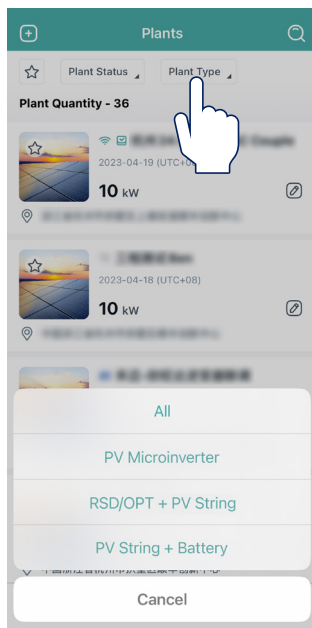 Plants
Plant Status
Plant Type
Plant Quantity - 36
Couple
2023-04-19 (UTC+0
10 kW
2023-04-18 (UTC+08)
10 kW
All
PV Microinverter
RSD/OPT + PV String
PV String + Battery
Cancel